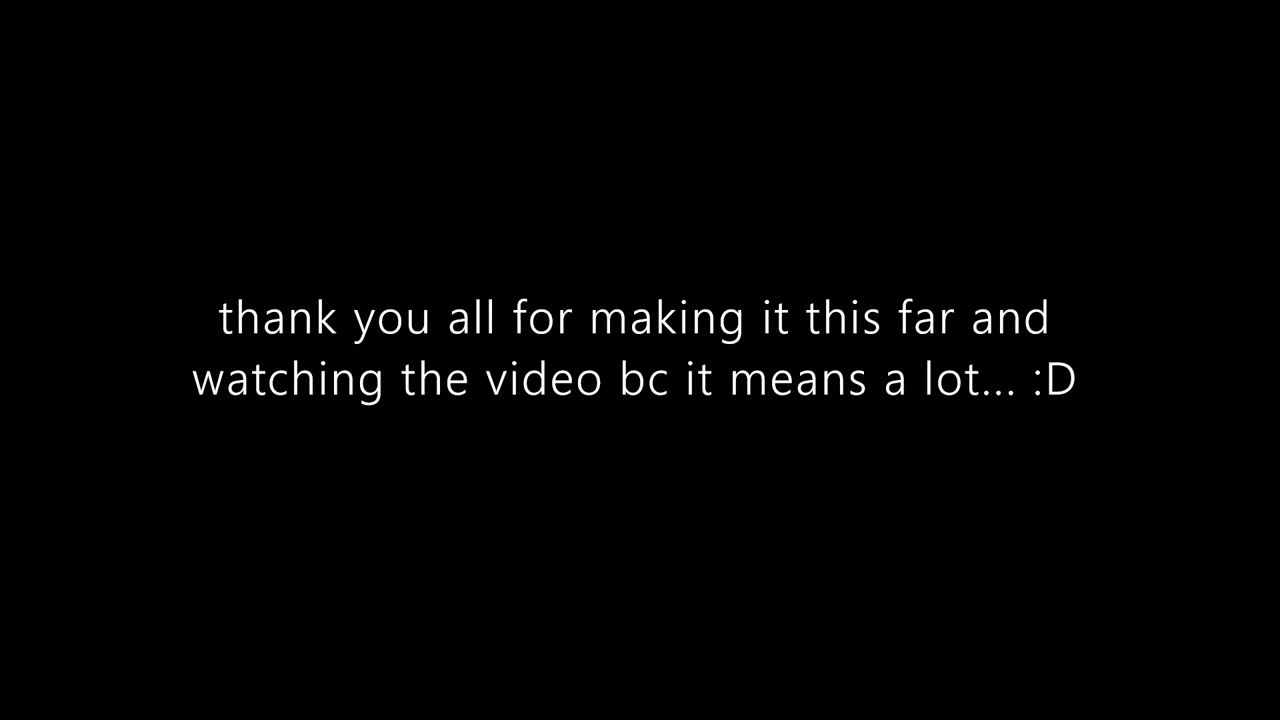 thank you all for making it this far and
watching the video bc it means a lot... :D